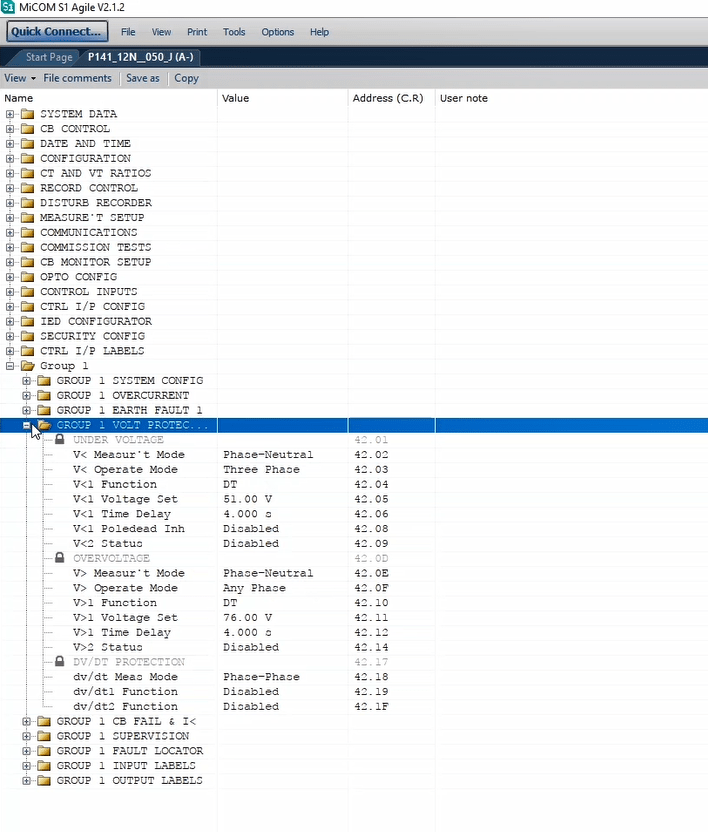 S1 MiCOM S1 Agile V2.1.2
Quick Connect... File View Print Tools Options Help
Start Page P141_12N__050_J (A-)
View File comments Save as Copy
Name Value Address (C.R) User note
SYSTEM DATA
CB CONTROL
DATE AND TIME
CONFIGURATION
CT AND VT RATIOS
RECORD CONTROL
DISTURB RECORDER
MEASURE'T SETUP
COMMUNICATIONS
COMMISSION TESTS
CB MONITOR SETUP
OPTO CONFIG
CONTROL INPUTS
CTRL I/P CONFIG
IED CONFIGURATOR
SECURITY CONFIG
CTRL I/P LABELS
Group 1
GROUP 1 SYSTEM CONFIG
GROUP 1 OVERCURRENT
GROUP 1 EARTH FAULT 1
GROUP 1 VOLT PROTEC...
UNDER VOLTAGE 42.01
V< Measur't Mode Phase-Neutral 42.02
V< Operate Mode Three Phase 42.03
V<1 Function DT 42.04
V<1 Voltage Set 51.00 V 42.05
V<1 Time Delay 4.000 s 42.06
V<1 Poledead Inh Disabled 42.08
V<2 Status Disabled 42.09
OVERVOLTAGE 42.0D
V> Measur't Mode Phase-Neutral 42.0E
V> Operate Mode Any Phase 42.0F
V>1 Function DT 42.10
V>1 Voltage Set 76.00 V 42.11
V>1 Time Delay 4.000 s 42.12
V>2 Status Disabled 42.14
DV/DT PROTECTION 42.17
dv/dt Meas Mode Phase-Phase 42.18
dv/dt1 Function Disabled 42.19
dv/dt2 Function Disabled 42.1F
GROUP 1 CB FAIL & I<
GROUP 1 SUPERVISION
GROUP 1 FAULT LOCATOR
GROUP 1 INPUT LABELS
GROUP 1 OUTPUT LABELS